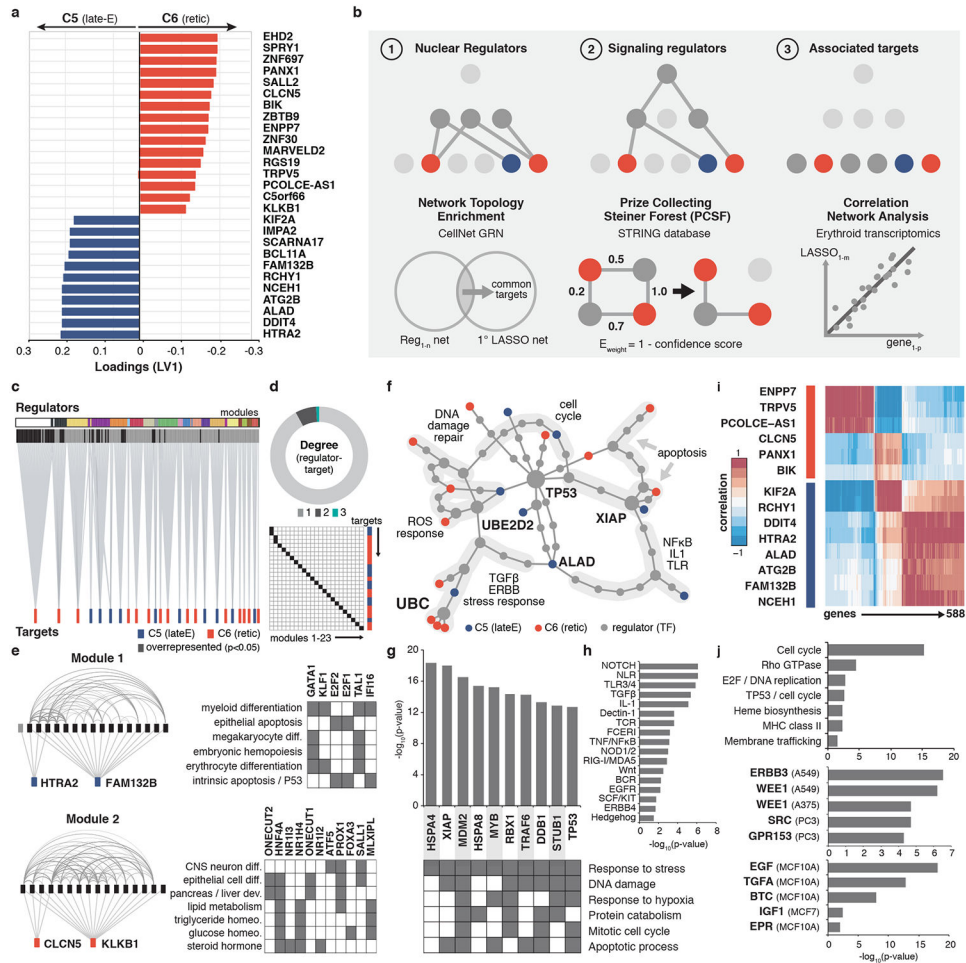 a
C5 (late-E)
C6 (retic)
EHD2
SPRY1
ZNF697
PANX1
SALL2
CLCN5
BIK
ZBTB9
ENPP7
ZNF30
MARVELD2
RGS19
TRPV5
PCOLCE-AS1
C5orf66
KLKB1
KIF2A
IMPA2
SCARNA17
BCL11A
FAM132B
RCHY1
NCEH1
ATG2B
ALAD
DDIT4
HTRA2
0.3 0.2 0.1 0 -0.1 -0.2 -0.3
Loadings (LV1)
b
1 Nuclear Regulators
Network Topology
Enrichment
CellNet GRN
common
targets
Reg1-n net
1° LASSO net
2 Signaling regulators
Prize Collecting
Steiner Forest (PCSF)
STRING database
0.5
0.2
1.0
0.7
Eweight = 1 - confidence score
3 Associated targets
Correlation
Network Analysis
Erythroid transcriptomics
LASSO1-m
gene1-p
c
Regulators
modules
Targets
C5 (lateE) C6 (retic)
overrepresented (p<0.05)
d
Degree
(regulator-
target)
1 2 3
targets
modules 1-23
e
Module 1
HTRA2
FAM132B
GATA1
KLF1
E2F2
E2F1
TAL1
IFI16
myeloid differentiation
epithelial apoptosis
megakaryocyte diff.
embryonic hemopoiesis
erythrocyte differentiation
intrinsic apoptosis / P53
Module 2
CLCN5
KLKB1
ONECUT2
HNF4A
NR1I3
NR1H4
ONECUT1
NR1I2
ATF5
PROX1
FOXA3
SALL1
MLXIPL
CNS neuron diff.
epithelial cell diff.
pancreas / liver dev.
lipid metabolism
triglyceride homeo.
glucose homeo.
steroid hormone
f
DNA
damage
repair
cell
cycle
apoptosis
TP53
UBE2D2
XIAP
ROS
response
ALAD
NFκB
IL1
TLR
TGFβ
ERBB
stress response
UBC
C5 (lateE) C6 (retic) regulator (TF)
g
-log10(p-value)
20
15
10
5
0
HSPA4
XIAP
MDM2
HSPA8
MYB
RBX1
TRAF6
DDB1
STUB1
TP53
Response to stress
DNA damage
Response to hypoxia
Protein catabolism
Mitotic cell cycle
Apoptotic process
h
NOTCH
NLR
TLR3/4
TGFβ
IL-1
Dectin-1
TCR
FCERI
TNF/NFκB
NOD1/2
RIG-I/MDA5
Wnt
BCR
EGFR
SCF/KIT
ERBB4
Hedgehog
0 2 4 6 8
-log10(p-value)
i
ENPP7
TRPV5
PCOLCE-AS1
CLCN5
PANX1
BIK
KIF2A
RCHY1
DDIT4
HTRA2
ALAD
ATG2B
FAM132B
NCEH1
1
correlation
−1
genes 588
j
Cell cycle
Rho GTPase
E2F / DNA replication
TP53 / cell cycle
Heme biosynthesis
MHC class II
Membrane trafficking
0 5 10 15 20
ERBB3 (A549)
WEE1 (A549)
WEE1 (A375)
SRC (PC3)
GPR153 (PC3)
0 1 2 3 4 5 6 7
EGF (MCF10A)
TGFA (MCF10A)
BTC (MCF10A)
IGF1 (MCF7)
EPR (MCF10A)
0 5 10 15 20
-log10(p-value)